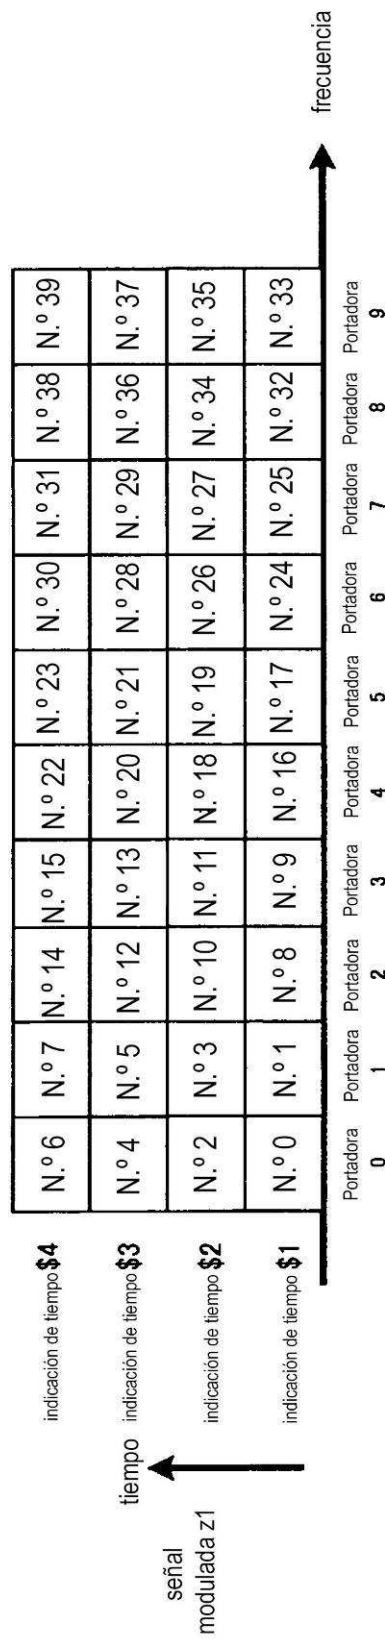 señal
modulada z1
tiempo
indicación de tiempo $4 N.º 6 N.º 7 N.º 14 N.º 15 N.º 22 N.º 23 N.º 30 N.º 31 N.º 38 N.º 39
indicación de tiempo $3 N.º 4 N.º 5 N.º 12 N.º 13 N.º 20 N.º 21 N.º 28 N.º 29 N.º 36 N.º 37
indicación de tiempo $2 N.º 2 N.º 3 N.º 10 N.º 11 N.º 18 N.º 19 N.º 26 N.º 27 N.º 34 N.º 35
indicación de tiempo $1 N.º 0 N.º 1 N.º 8 N.º 9 N.º 16 N.º 17 N.º 24 N.º 25 N.º 32 N.º 33
frecuencia
Portadora Portadora Portadora Portadora Portadora Portadora Portadora Portadora Portadora Portadora
0 1 2 3 4 5 6 7 8 9